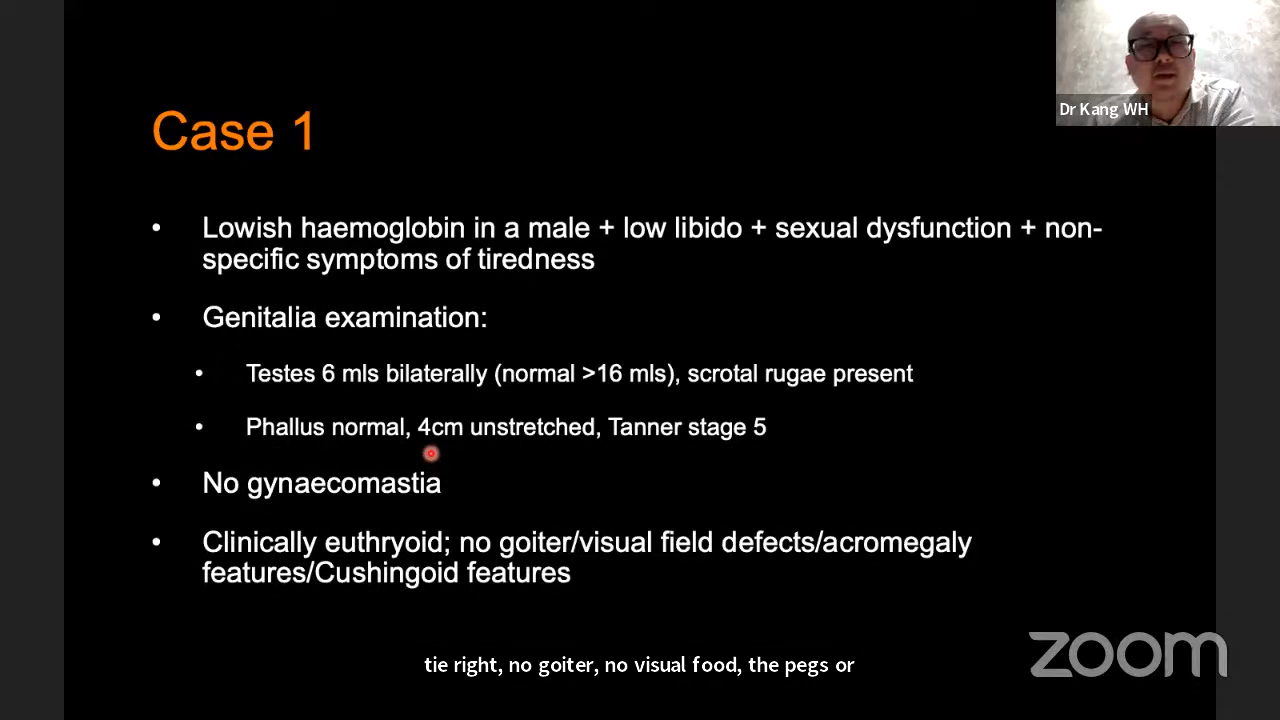 Dr Kang WH
Case 1
• Lowish haemoglobin in a male + low libido + sexual dysfunction + non-
specific symptoms of tiredness
• Genitalia examination:
• Testes 6 mls bilaterally (normal >16 mls), scrotal rugae present
• Phallus normal, 4cm unstretched, Tanner stage 5
• No gynaecomastia
• Clinically euthryoid; no goiter/visual field defects/acromegaly
features/Cushingoid features
tie right, no goiter, no visual food, the pegs or
zoom